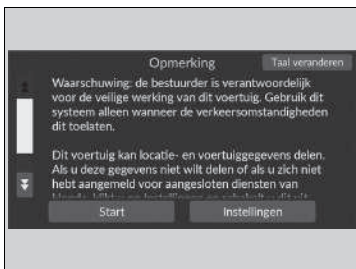 Opmerking
Taal veranderen
Waarschuwing: de bestuurder is verantwoordelijk
voor de veilige werking van dit voertuig. Gebruik dit
systeem alleen wanneer de verkeersomstandigheden
dit toelaten.
Dit voertuig kan locatie- en voertuiggegevens delen.
Als u deze gegevens niet wilt delen of als u zich niet
hebt aangemeld voor aangesloten diensten van
Start
Instellingen